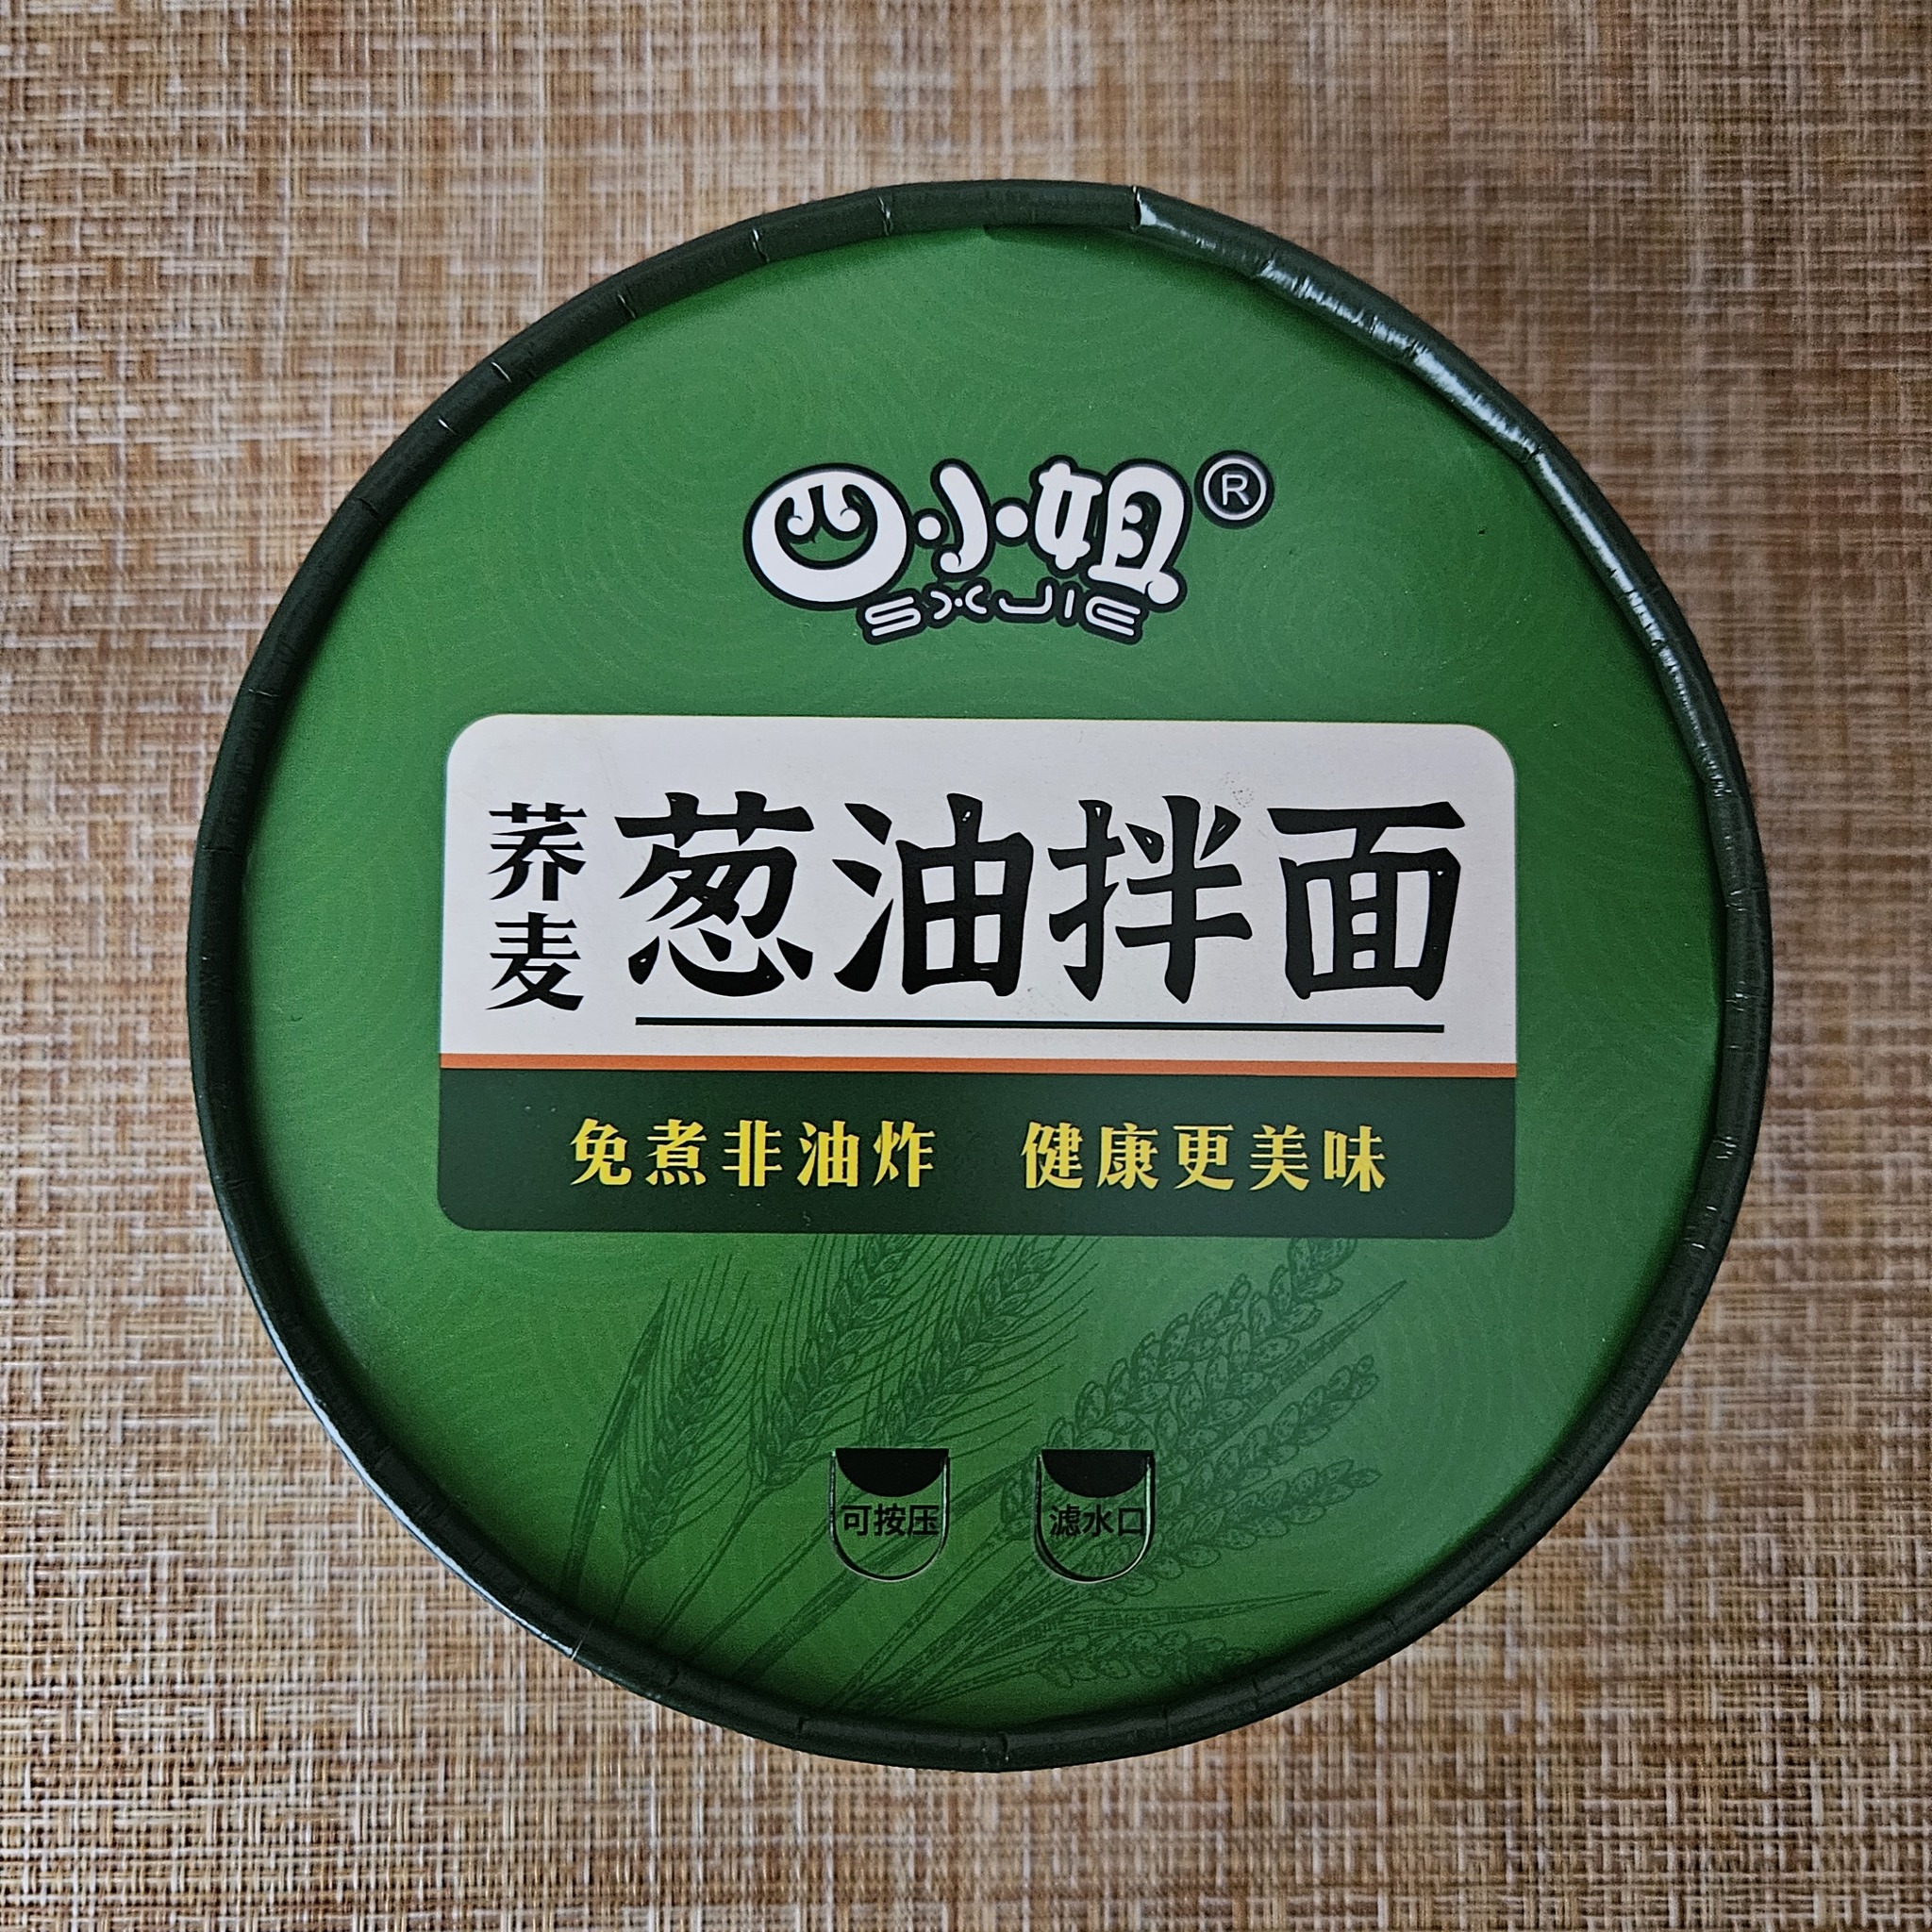 四小姐®
SXJIE
荞麦
葱油拌面
免煮非油炸 健康更美味
可按压 滤水口